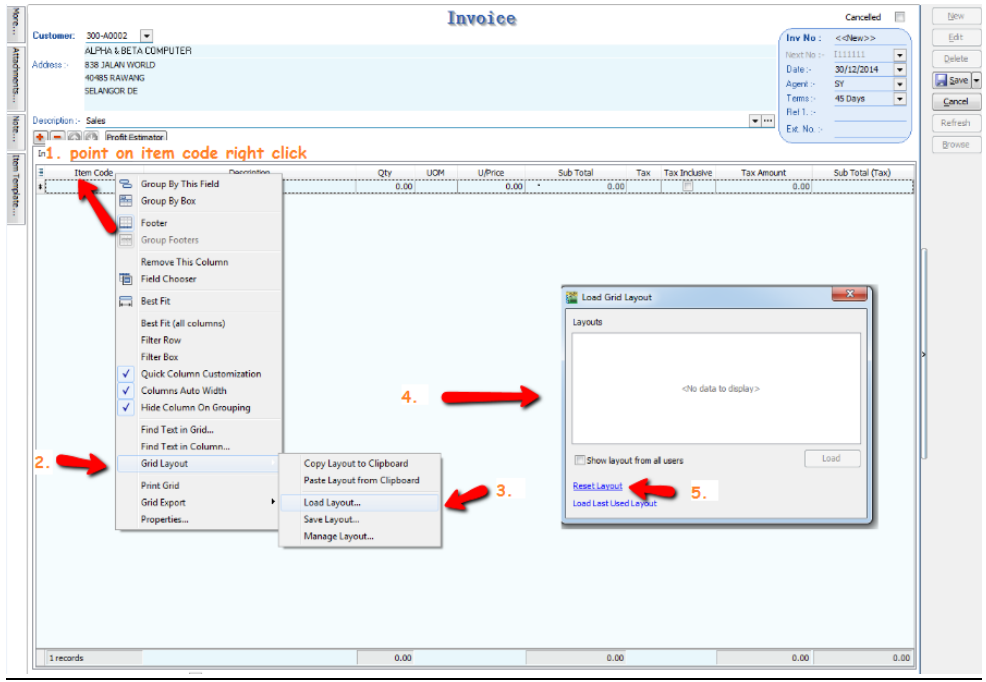 More...
Attachments...
Note...
Item Template...
Invoice
Cancelled
Customer: 300-A0002
ALPHA & BETA COMPUTER
Address :- 838 JALAN WORLD
40485 RAWANG
SELANGOR DE
Inv No : <<New>>
Next No :- I111111
Date :- 30/12/2014
Agent :- SY
Terms :- 45 Days
Ref 1. :-
Ext. No. :-
Description :- Sales
Profit Estimator
New
Edit
Delete
Save
Cancel
Refresh
Browse
In
1. point on item code right click
Item Code Description Qty UOM U/Price Sub Total Tax Tax Inclusive Tax Amount Sub Total (Tax)
0.00 0.00 0.00 0.00
Group By This Field
Group By Box
Footer
Group Footers
Remove This Column
Field Chooser
Best Fit
Best Fit (all columns)
Filter Row
Filter Box
Quick Column Customization
Columns Auto Width
Hide Column On Grouping
Find Text in Grid...
Find Text in Column...
2.
Grid Layout
Print Grid
Grid Export
Properties...
Copy Layout to Clipboard
Paste Layout from Clipboard
Load Layout...
3.
Save Layout...
Manage Layout...
4.
Load Grid Layout
Layouts
<No data to display>
Show layout from all users
Load
Reset Layout
5.
Load Last Used Layout
1 records 0.00 0.00 0.00 0.00